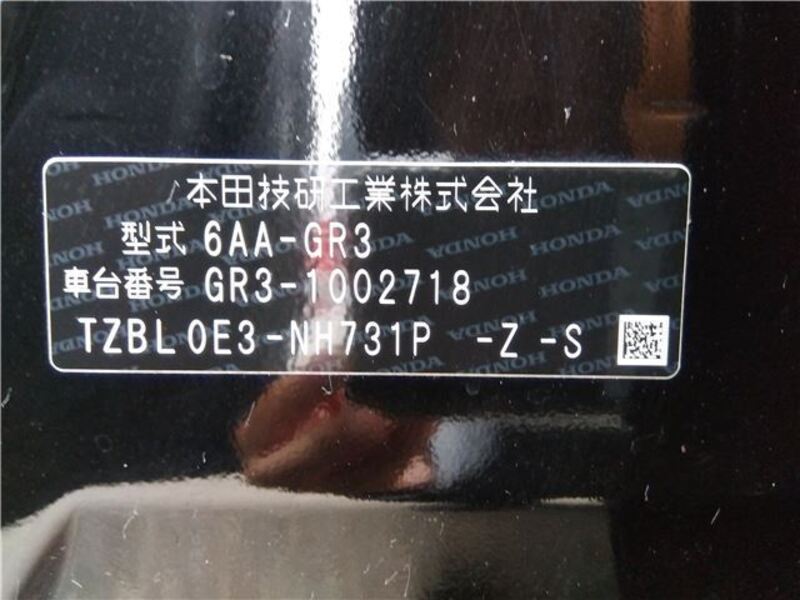 本田技研工業株式会社
型式 6AA-GR3
車台番号 GR3-1002718
TZBL0E3-NH731P -Z-S